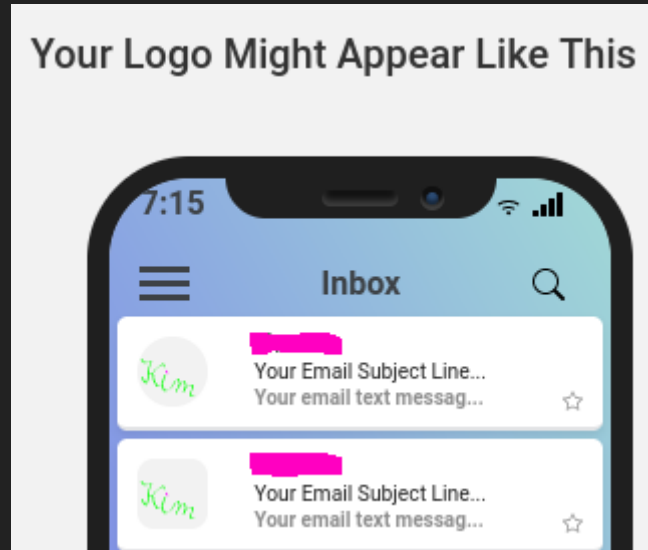 Your Logo Might Appear Like This
7:15
Inbox
Kim
Your Email Subject Line...
Your email text messag...
Kim
Your Email Subject Line...
Your email text messag...